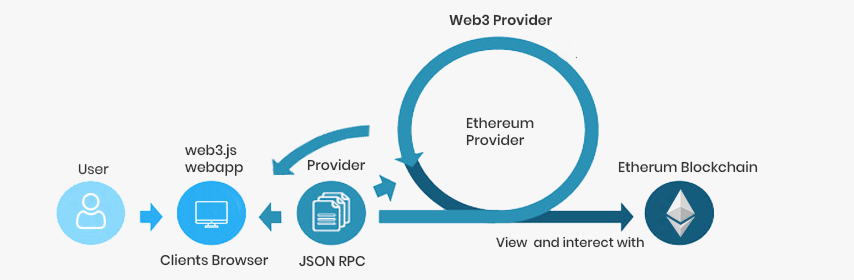 Web3 Provider
Ethereum
Provider
web3.js
webapp
User
Provider
Etherum Blockchain
View and interect with
Clients Browser
JSON RPC